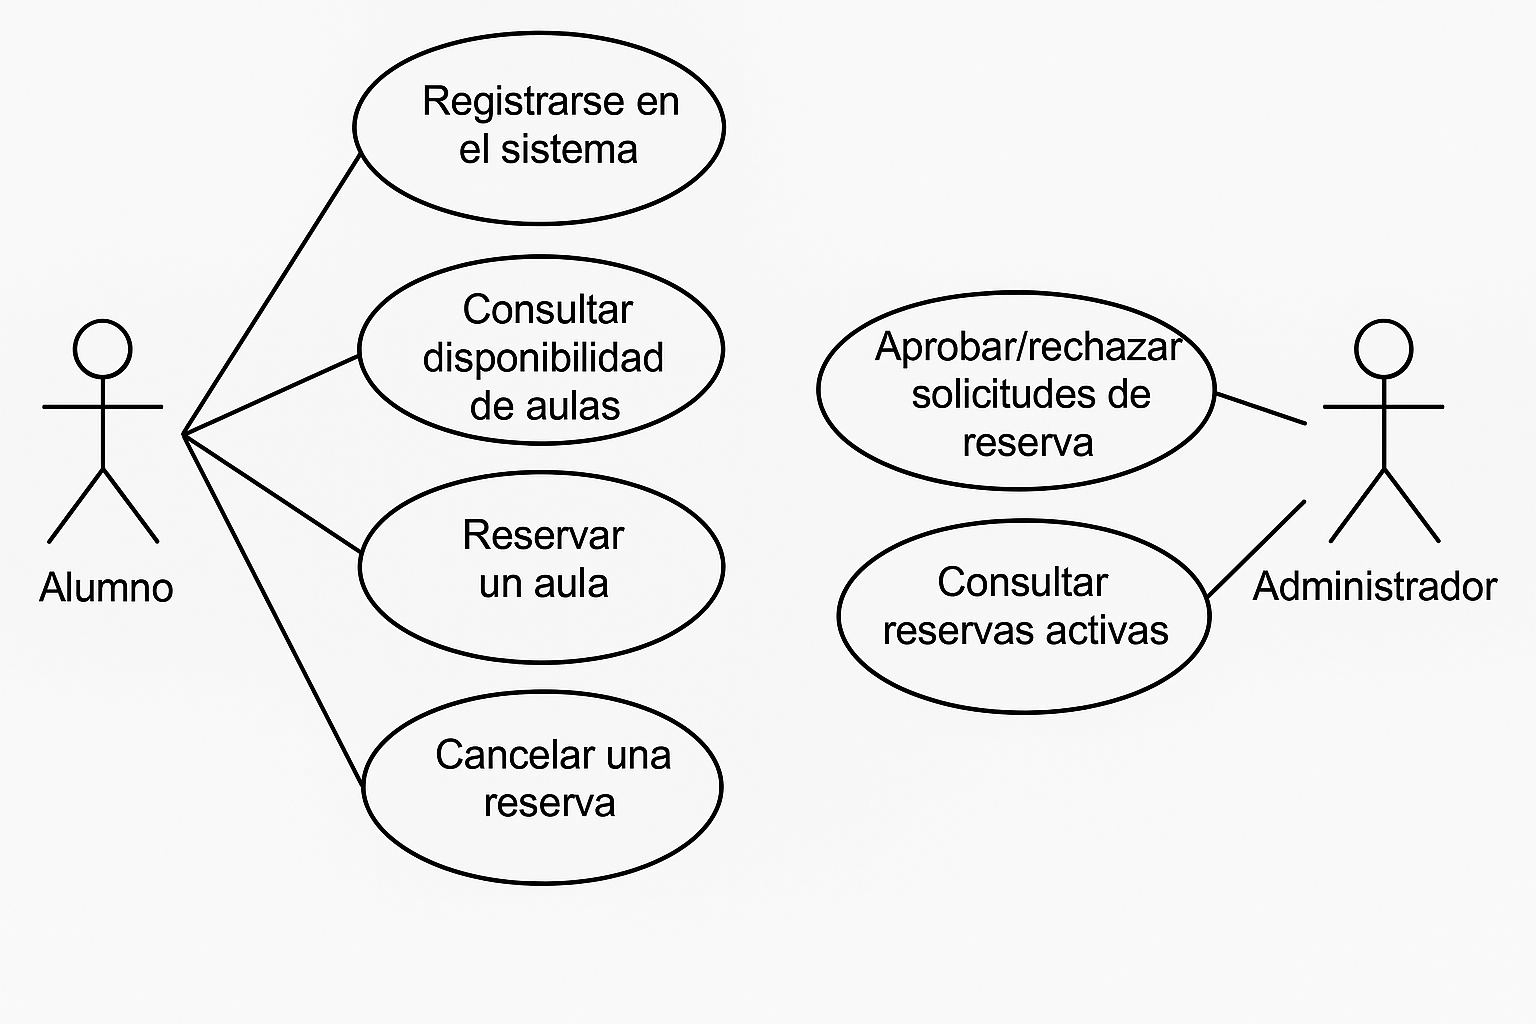 Registrarse en
el sistema
Consultar
disponibilidad
de aulas
Reservar
un aula
Cancelar una
reserva
Alumno
Aprobar/rechazar
solicitudes de
reserva
Consultar
reservas activas
Administrador